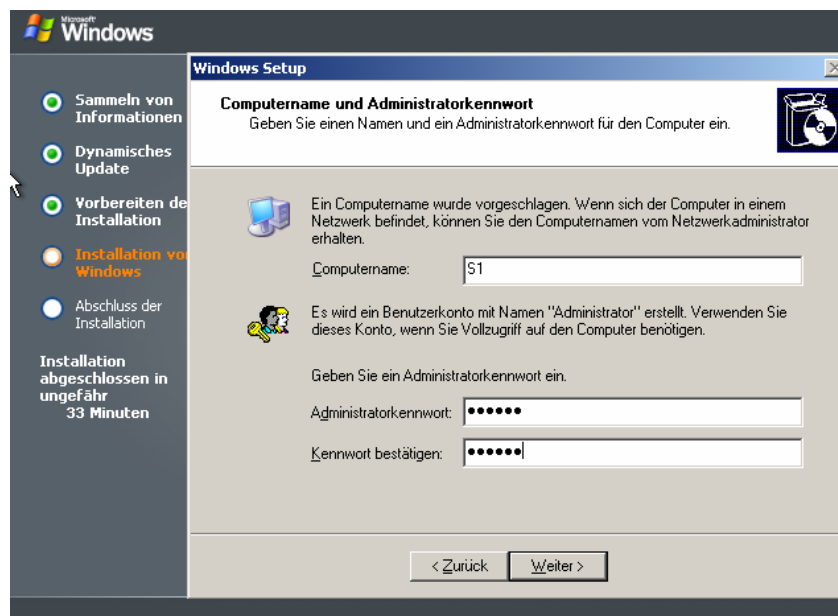 Microsoft
Windows
Windows Setup
Sammeln von
Informationen
Dynamisches
Update
Vorbereiten de
Installation
Installation vo
Windows
Abschluss der
Installation
Installation
abgeschlossen in
ungefähr
33 Minuten
Computername und Administratorkennwort
Geben Sie einen Namen und ein Administratorkennwort für den Computer ein.
Ein Computername wurde vorgeschlagen. Wenn sich der Computer in einem
Netzwerk befindet, können Sie den Computernamen vom Netzwerkadministrator
erhalten.
Computername: S1
Es wird ein Benutzerkonto mit Namen "Administrator" erstellt. Verwenden Sie
dieses Konto, wenn Sie Vollzugriff auf den Computer benötigen.
Geben Sie ein Administratorkennwort ein.
Administratorkennwort: ●●●●●●
Kennwort bestätigen: ●●●●●●
< Zurück Weiter >